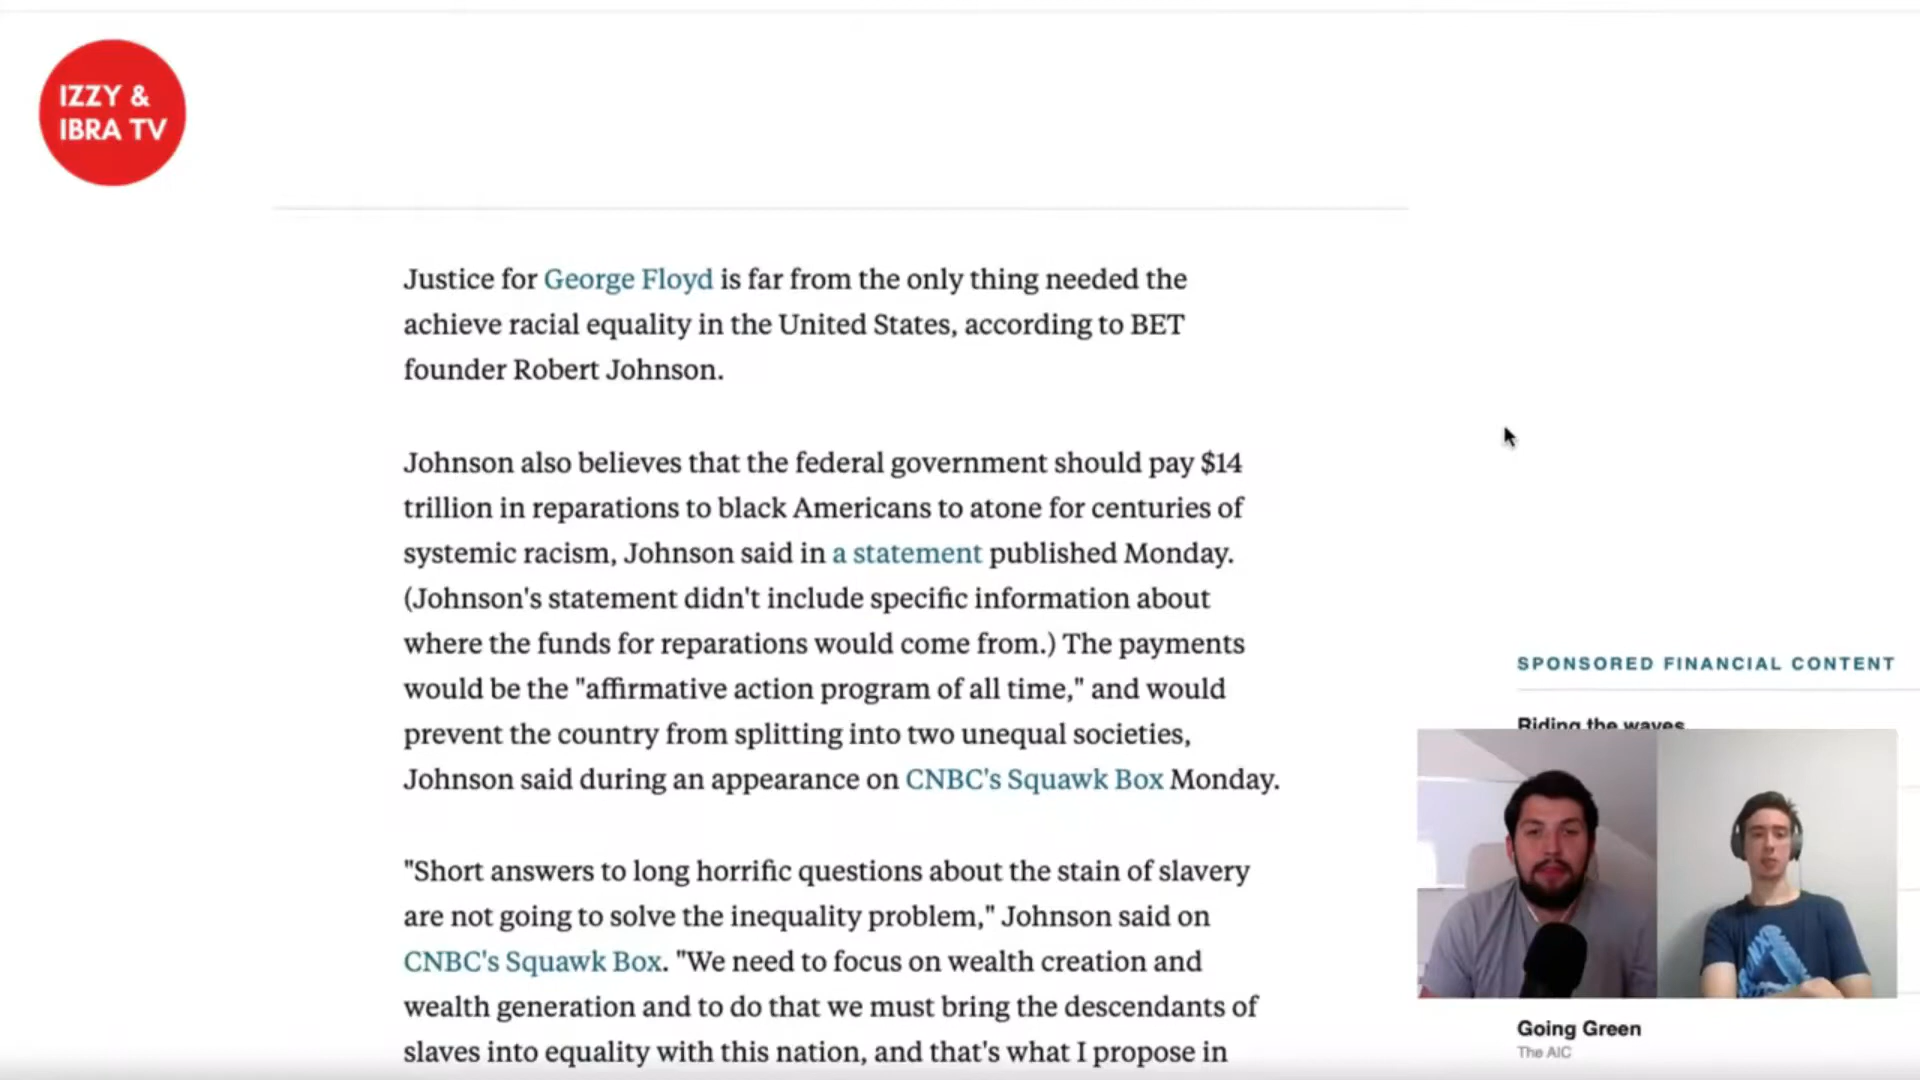 IZZY &
IBRA TV
Justice for George Floyd is far from the only thing needed the
achieve racial equality in the United States, according to BET
founder Robert Johnson.
Johnson also believes that the federal government should pay $14
trillion in reparations to black Americans to atone for centuries of
systemic racism, Johnson said in a statement published Monday.
(Johnson's statement didn't include specific information about
where the funds for reparations would come from.) The payments
would be the "affirmative action program of all time," and would
prevent the country from splitting into two unequal societies,
Johnson said during an appearance on CNBC's Squawk Box Monday.
"Short answers to long horrific questions about the stain of slavery
are not going to solve the inequality problem," Johnson said on
CNBC's Squawk Box. "We need to focus on wealth creation and
wealth generation and to do that we must bring the descendants of
slaves into equality with this nation, and that's what I propose in
SPONSORED FINANCIAL CONTENT
Riding the waves
Going Green
The AIC